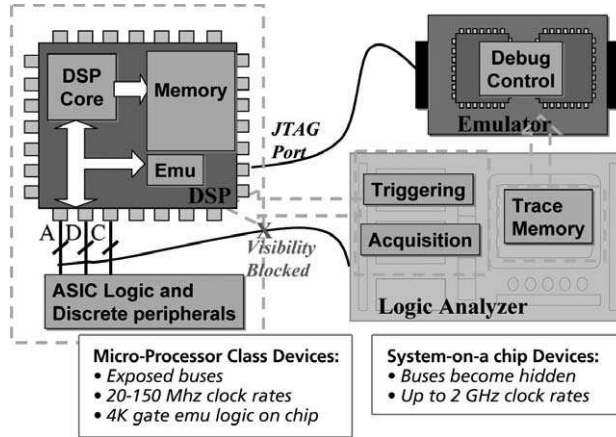 DSP
Core
Memory
Emu
DSP
JTAG
Port
Debug
Control
Emulator
Triggering
Acquisition
Trace
Memory
Logic Analyzer
A D C
X
Visibility
Blocked
ASIC Logic and
Discrete peripherals
Micro-Processor Class Devices:
• Exposed buses
• 20-150 Mhz clock rates
• 4K gate emu logic on chip
System-on-a chip Devices:
• Buses become hidden
• Up to 2 GHz clock rates